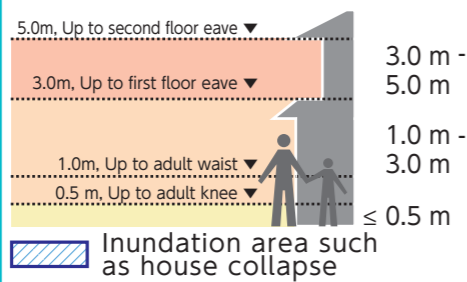 5.0m, Up to second floor eave ▼
3.0 m -
5.0 m
3.0m, Up to first floor eave ▼
1.0 m -
3.0 m
1.0m, Up to adult waist ▼
0.5 m, Up to adult knee ▼
≤ 0.5 m
Inundation area such
as house collapse